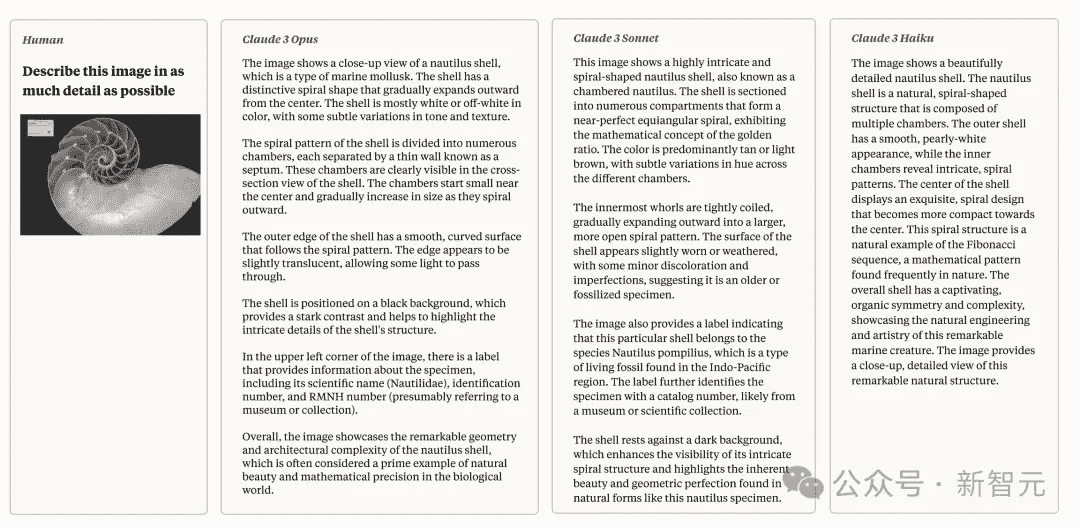 Human
Describe this image in as
much detail as possible
Claude 3 Opus
The image shows a close-up view of a nautilus shell,
which is a type of marine mollusk. The shell has a
distinctive spiral shape that gradually expands outward
from the center. The shell is mostly white or off-white in
color, with some subtle variations in tone and texture.
The spiral pattern of the shell is divided into numerous
chambers, each separated by a thin wall known as a
septum. These chambers are clearly visible in the cross-
section view of the shell. The chambers start small near
the center and gradually increase in size as they spiral
outward.
The outer edge of the shell has a smooth, curved surface
that follows the spiral pattern. The edge appears to be
slightly translucent, allowing some light to pass
through.
The shell is positioned on a black background, which
provides a stark contrast and helps to highlight the
intricate details of the shell's structure.
In the upper left corner of the image, there is a label
that provides information about the specimen,
including its scientific name (Nautilidae), identification
number, and RMNH number (presumably referring to a
museum or collection).
Overall, the image showcases the remarkable geometry
and architectural complexity of the nautilus shell,
which is often considered a prime example of natural
beauty and mathematical precision in the biological
world.
Claude 3 Sonnet
This image shows a highly intricate and
spiral-shaped nautilus shell, also known as a
chambered nautilus. The shell is sectioned
into numerous compartments that form a
near-perfect equiangular spiral, exhibiting
the mathematical concept of the golden
ratio. The color is predominantly tan or light
brown, with subtle variations in hue across
the different chambers.
The innermost whorls are tightly coiled,
gradually expanding outward into a larger,
more open spiral pattern. The surface of the
shell appears slightly worn or weathered,
with some minor discoloration and
imperfections, suggesting it is an older or
fossilized specimen.
The image also provides a label indicating
that this particular shell belongs to the
species Nautilus pompilius, which is a type
of living fossil found in the Indo-Pacific
region. The label further identifies the
specimen with a catalog number, likely from
a museum or scientific collection.
The shell rests against a dark background,
which enhances the visibility of its intricate
spiral structure and highlights the inherent
beauty and geometric perfection found in
natural forms like this nautilus specimen.
Claude 3 Haiku
The image shows a beautifully
detailed nautilus shell. The nautilus
shell is a natural, spiral-shaped
structure that is composed of
multiple chambers. The outer shell
has a smooth, pearly-white
appearance, while the inner
chambers reveal intricate, spiral
patterns. The center of the shell
displays an exquisite, spiral design
that becomes more compact towards
the center. This spiral structure is a
natural example of the Fibonacci
sequence, a mathematical pattern
found frequently in nature. The
overall shell has a captivating,
organic symmetry and complexity,
showcasing the natural engineering
and artistry of this remarkable
marine creature. The image provides
a close-up, detailed view of this
remarkable natural structure.
公众号 · 新智元